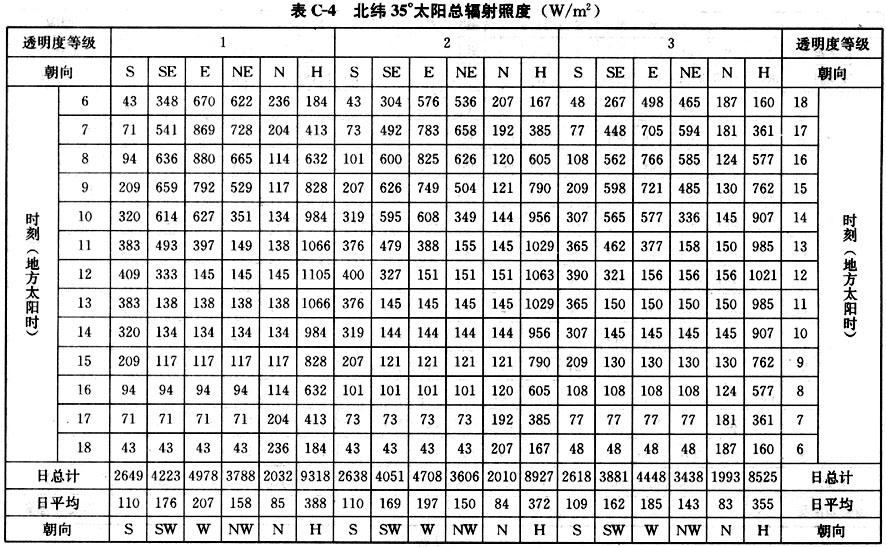 表 C-4 北纬 35°太阳总辐射照度（W/m²）
透明度等级 1 2 3 透明度等级
朝向 S SE E NE N H S SE E NE N H S SE E NE N H 朝向
时刻（地方太阳时）
6 43 348 670 622 236 184 43 304 576 536 207 167 48 267 498 465 187 160 18
7 71 541 869 728 204 413 73 492 783 658 192 385 77 448 705 594 181 361 17
8 94 636 880 665 114 632 101 600 825 626 120 605 108 562 766 585 124 577 16
9 209 659 792 529 117 828 207 626 749 504 121 790 209 598 721 485 130 762 15
10 320 614 627 351 134 984 319 595 608 349 144 956 307 565 577 336 145 907 14
11 383 493 397 149 138 1066 376 479 388 155 145 1029 365 462 377 158 150 985 13
12 409 333 145 145 145 1105 400 327 151 151 151 1063 390 321 156 156 156 1021 12
13 383 138 138 138 138 1066 376 145 145 145 145 1029 365 150 150 150 150 985 11
14 320 134 134 134 134 984 319 144 144 144 144 956 307 145 145 145 145 907 10
15 209 117 117 117 117 828 207 121 121 121 121 790 209 130 130 130 130 762 9
16 94 94 94 94 114 632 101 101 101 101 120 605 108 108 108 108 124 577 8
17 71 71 71 71 204 413 73 73 73 73 192 385 77 77 77 77 181 361 7
18 43 43 43 43 236 184 43 43 43 43 207 167 48 48 48 48 187 160 6
时刻（地方太阳时）
日总计 2649 4223 4978 3788 2032 9318 2638 4051 4708 3606 2010 8927 2618 3881 4448 3438 1993 8525 日总计
日平均 110 176 207 158 85 388 110 169 197 150 84 372 109 162 185 143 83 355 日平均
朝向 S SW W NW N H S SW W NW N H S SW W NW N H 朝向